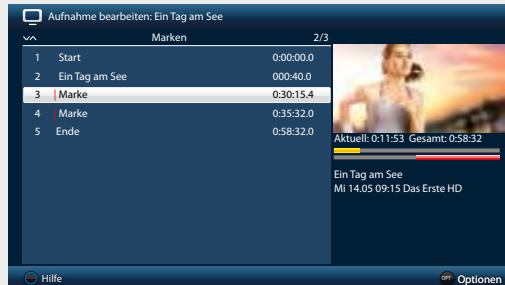 Aufnahme bearbeiten: Ein Tag am See
Marken 2/3
1 Start 0:00:00.0
2 Ein Tag am See 000:40.0
3 Marke 0:30:15.4
4 Marke 0:35:32.0
5 Ende 0:58:32.0
Aktuell: 0:11:53 Gesamt: 0:58:32
Ein Tag am See
Mi 14.05 09:15 Das Erste HD
Hilfe
OPT Optionen